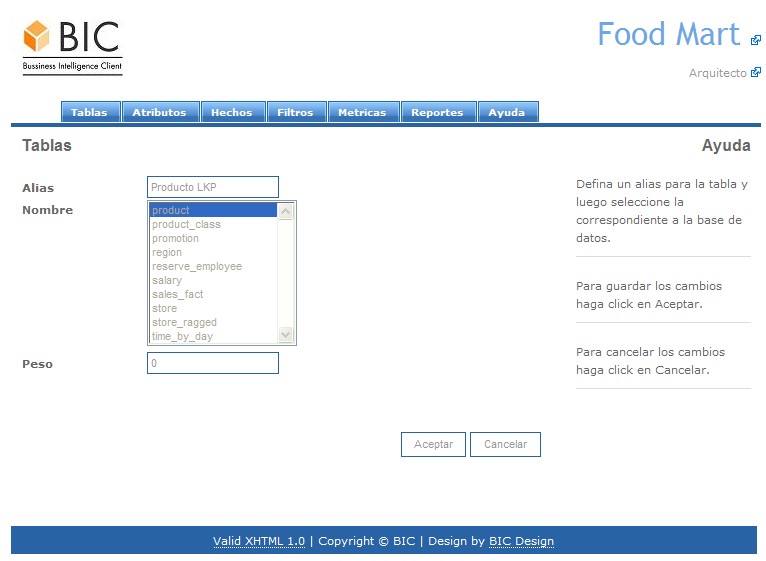 BIC
Bussiness Intelligence Client
Food Mart
Arquitecto
Tablas Atributos Hechos Filtros Metricas Reportes Ayuda
Tablas
Alias Producto LKP
Nombre
product
product_class
promotion
region
reserve_employee
salary
sales_fact
store
store_ragged
time_by_day
Peso 0
Aceptar Cancelar
Ayuda
Defina un alias para la tabla y
luego seleccione la
correspondiente a la base de
datos.
Para guardar los cambios
haga click en Aceptar.
Para cancelar los cambios
haga click en Cancelar.
Valid XHTML 1.0 | Copyright © BIC | Design by BIC Design